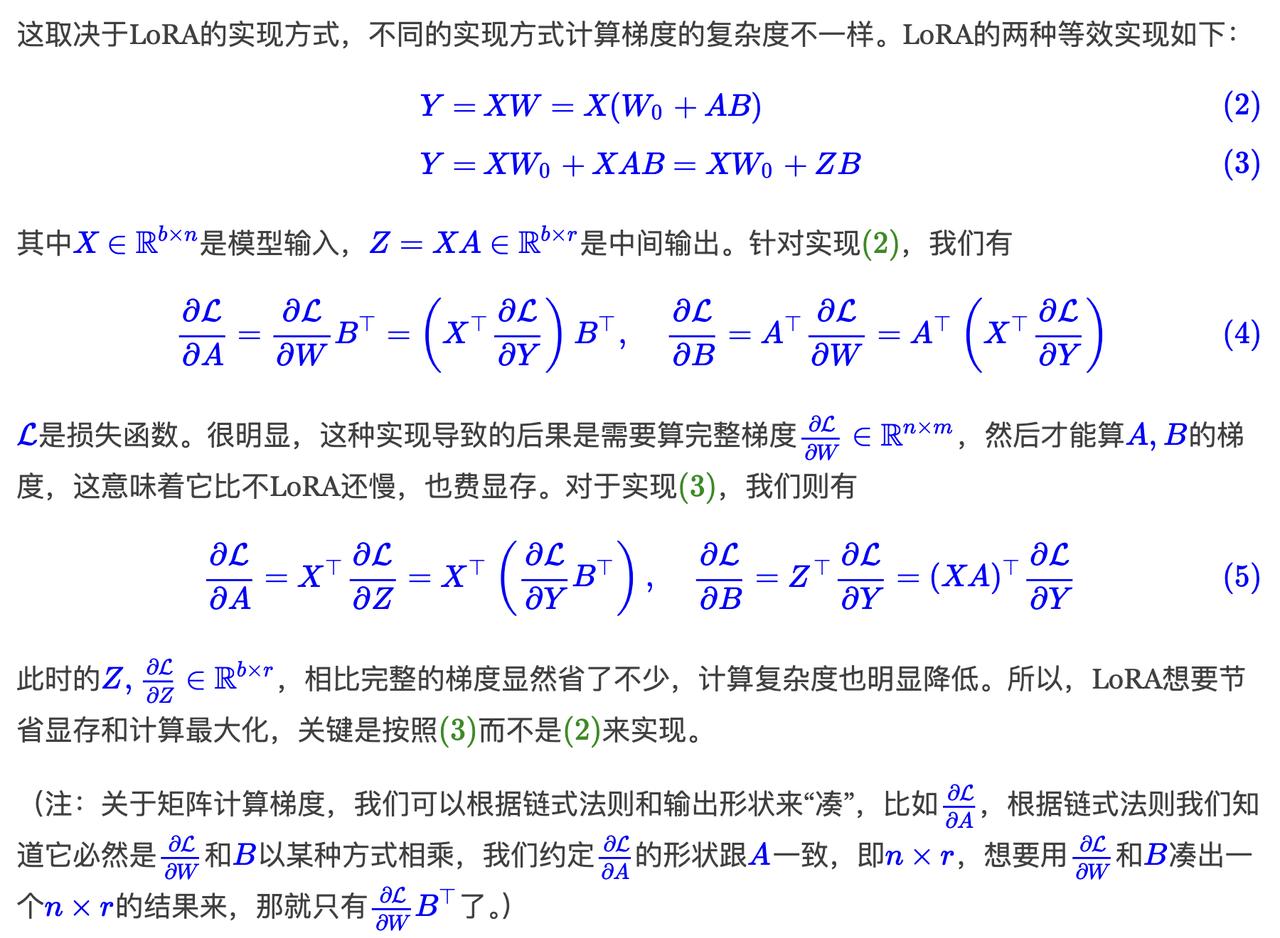 这取决于LoRA的实现方式，不同的实现方式计算梯度的复杂度不一样。LoRA的两种等效实现如下：
$Y = XW = X(W_0 + AB)$ (2)
$Y = XW_0 + XAB = XW_0 + ZB$ (3)
其中$X \in \mathbb{R}^{b \times n}$是模型输入，$Z = XA \in \mathbb{R}^{b \times r}$是中间输出。针对实现(2)，我们有
$\frac{\partial \mathcal{L}}{\partial A} = \frac{\partial \mathcal{L}}{\partial W} B^\top = \left(X^\top \frac{\partial \mathcal{L}}{\partial Y}\right) B^\top, \quad \frac{\partial \mathcal{L}}{\partial B} = A^\top \frac{\partial \mathcal{L}}{\partial W} = A^\top \left(X^\top \frac{\partial \mathcal{L}}{\partial Y}\right)$ (4)
$\mathcal{L}$是损失函数。很明显，这种实现导致的后果是需要算完整梯度$\frac{\partial \mathcal{L}}{\partial W} \in \mathbb{R}^{n \times m}$，然后才能算$A, B$的梯
度，这意味着它比不LoRA还慢，也费显存。对于实现(3)，我们则有
$\frac{\partial \mathcal{L}}{\partial A} = X^\top \frac{\partial \mathcal{L}}{\partial Z} = X^\top \left(\frac{\partial \mathcal{L}}{\partial Y} B^\top\right), \quad \frac{\partial \mathcal{L}}{\partial B} = Z^\top \frac{\partial \mathcal{L}}{\partial Y} = (XA)^\top \frac{\partial \mathcal{L}}{\partial Y}$ (5)
此时的$Z, \frac{\partial \mathcal{L}}{\partial Z} \in \mathbb{R}^{b \times r}$，相比完整的梯度显然省了不少，计算复杂度也明显降低。所以，LoRA想要节
省显存和计算最大化，关键是按照(3)而不是(2)来实现。
（注：关于矩阵计算梯度，我们可以根据链式法则和输出形状来“凑”，比如$\frac{\partial \mathcal{L}}{\partial A}$，根据链式法则我们知
道它必然是$\frac{\partial \mathcal{L}}{\partial W}$和$B$以某种方式相乘，我们约定$\frac{\partial \mathcal{L}}{\partial A}$的形状跟$A$一致，即$n \times r$，想要用$\frac{\partial \mathcal{L}}{\partial W}$和$B$凑出一
个$n \times r$的结果来，那就只有$\frac{\partial \mathcal{L}}{\partial W} B^\top$了。）